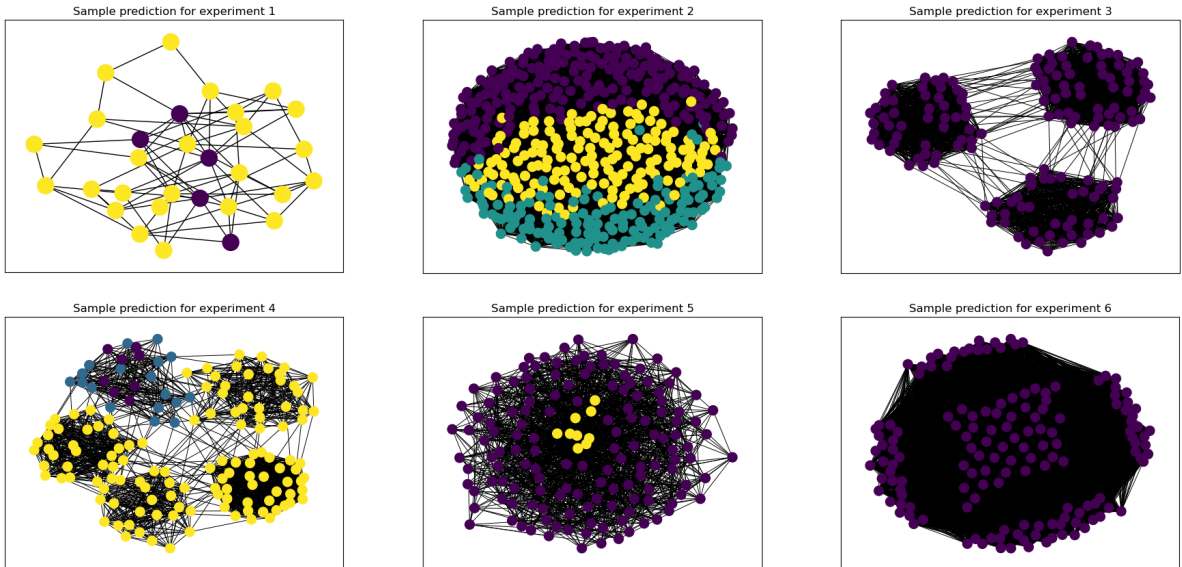 Sample prediction for experiment 1
Sample prediction for experiment 2
Sample prediction for experiment 3
Sample prediction for experiment 4
Sample prediction for experiment 5
Sample prediction for experiment 6